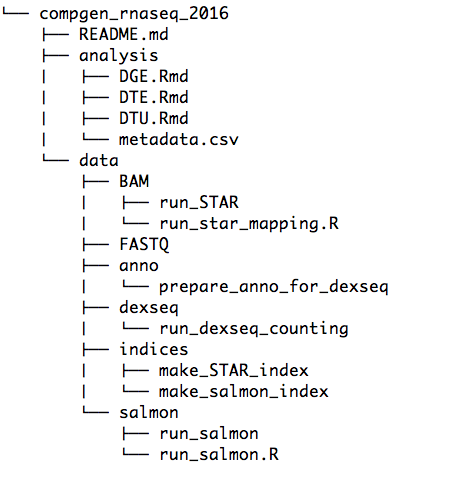 └── compgen_rnaseq_2016
    ├── README.md
    ├── analysis
    │   ├── DGE.Rmd
    │   ├── DTE.Rmd
    │   ├── DTU.Rmd
    │   └── metadata.csv
    └── data
        ├── BAM
        │   ├── run_STAR
        │   └── run_star_mapping.R
        ├── FASTQ
        ├── anno
        │   └── prepare_anno_for_dexseq
        ├── dexseq
        │   └── run_dexseq_counting
        ├── indices
        │   ├── make_STAR_index
        │   └── make_salmon_index
        └── salmon
            ├── run_salmon
            └── run_salmon.R